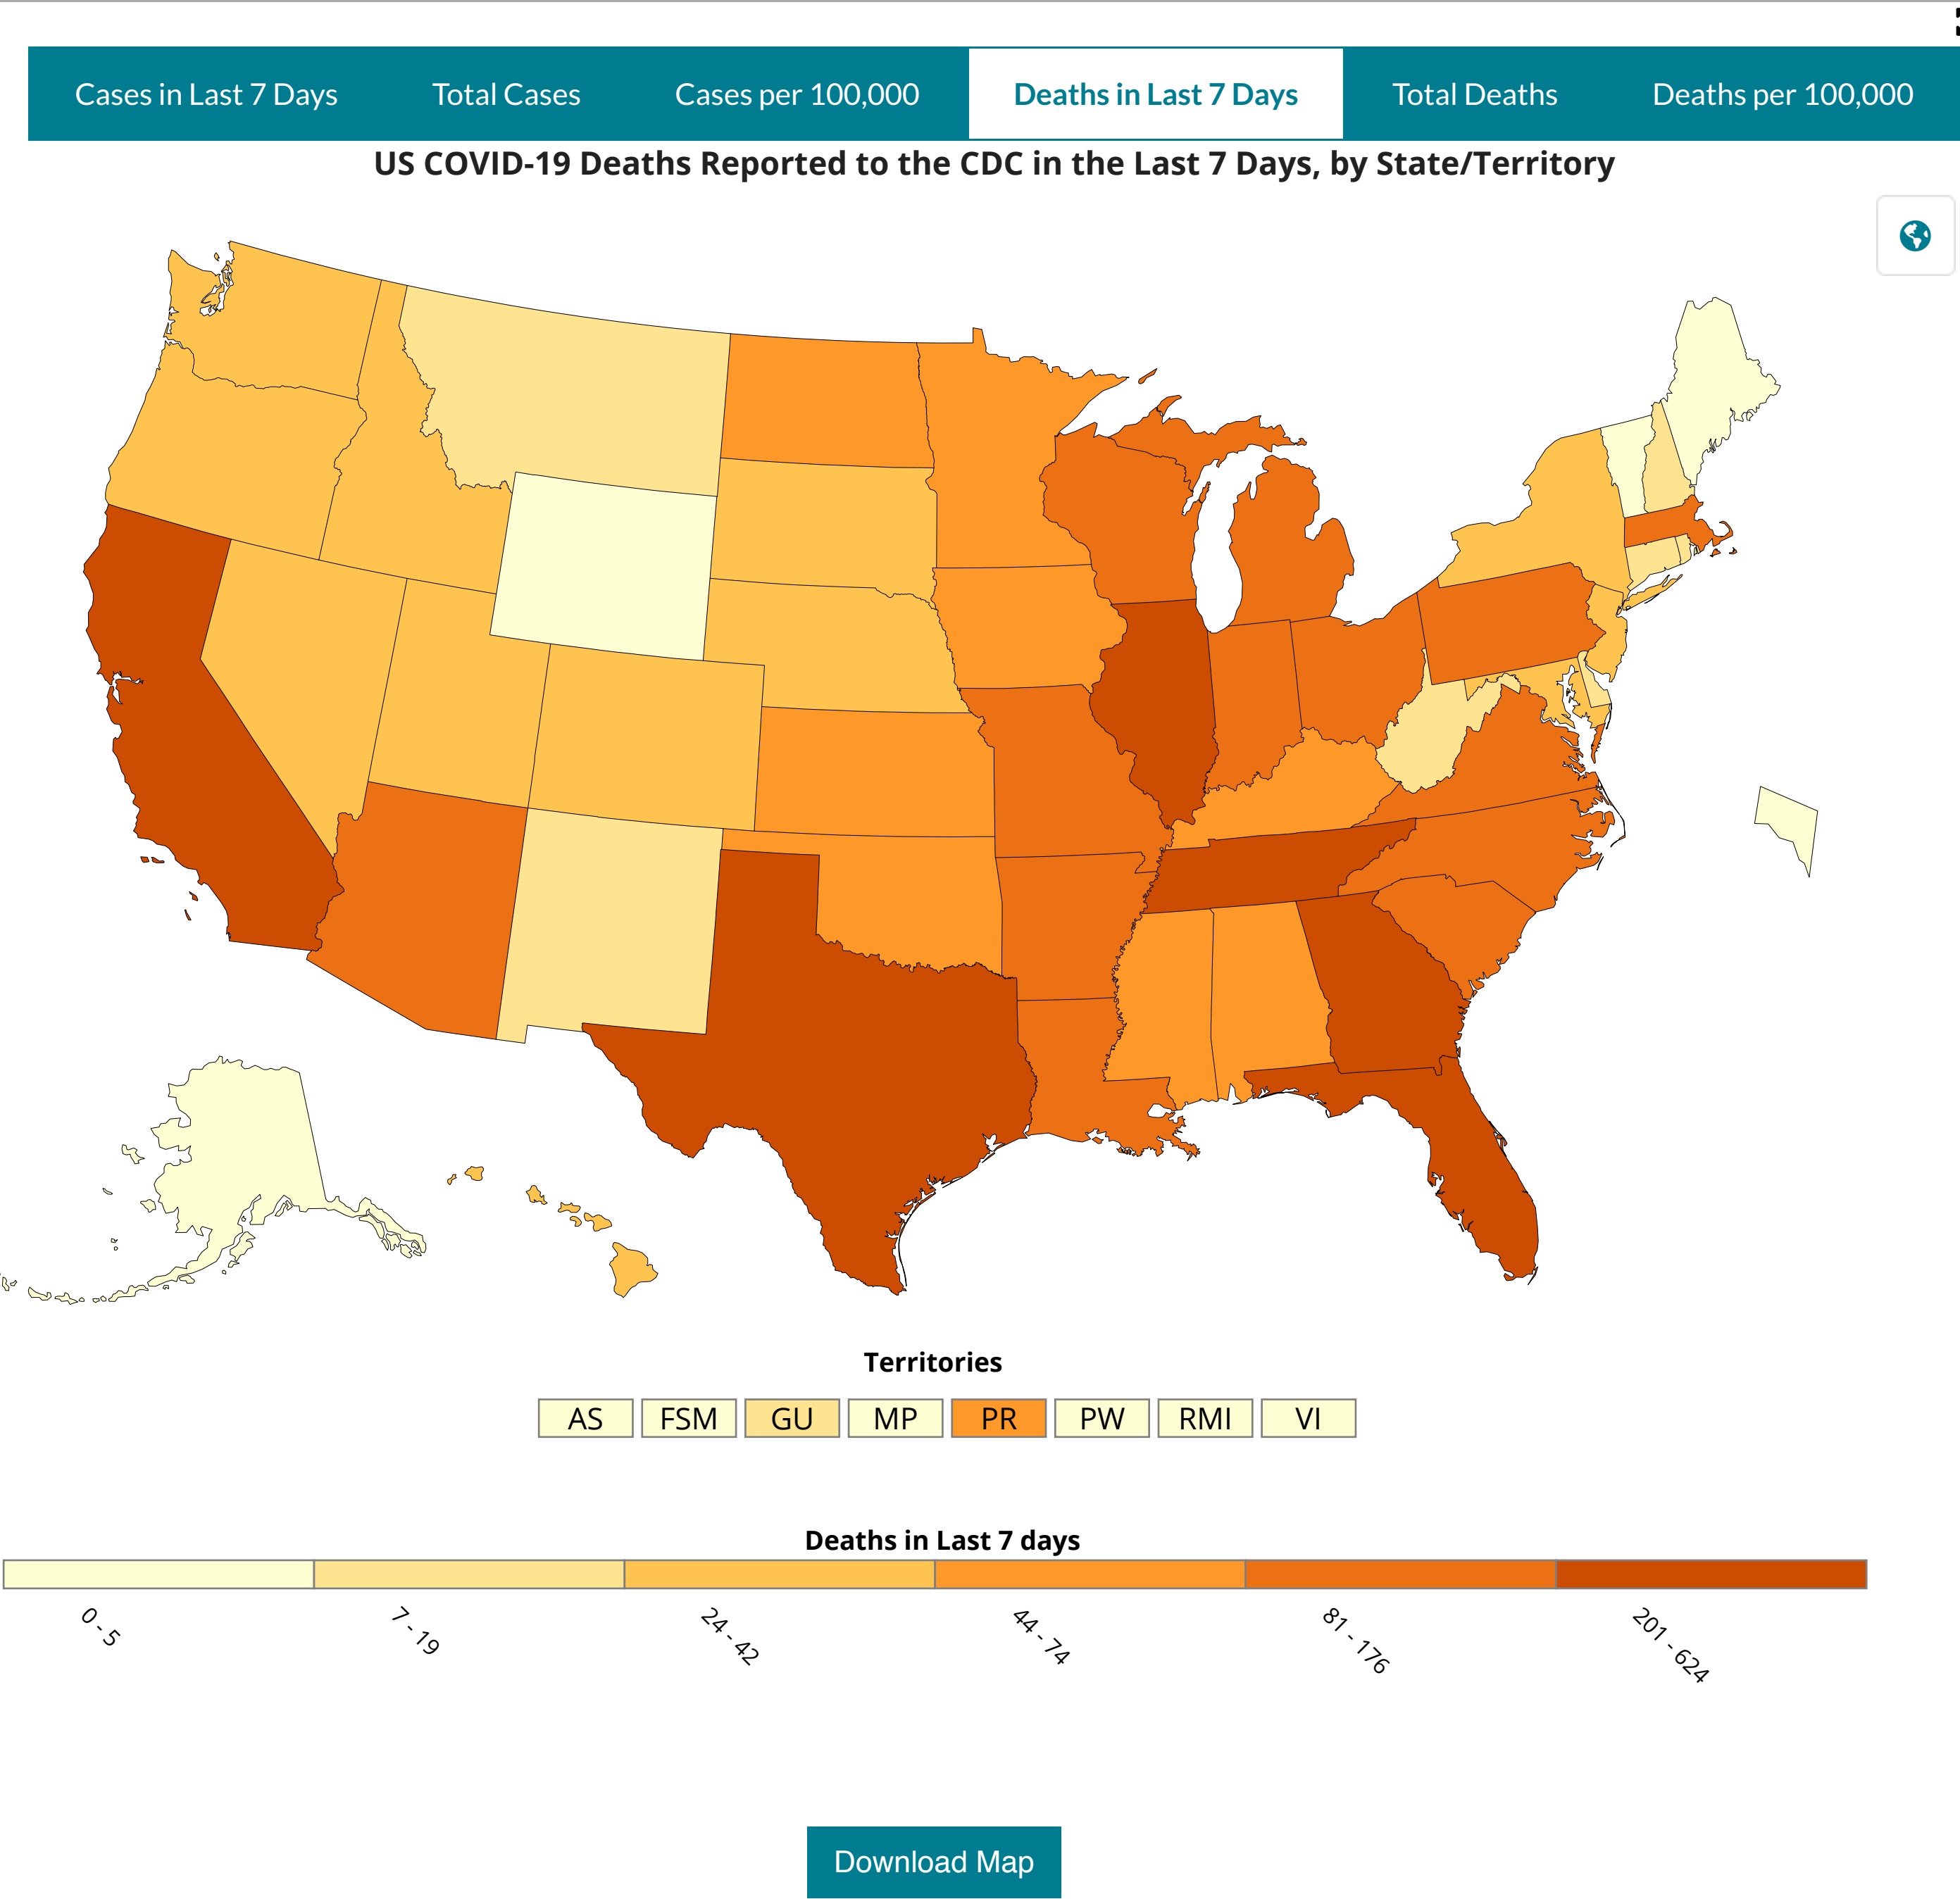 Cases in Last 7 Days Total Cases Cases per 100,000 Deaths in Last 7 Days Total Deaths Deaths per 100,000
US COVID-19 Deaths Reported to the CDC in the Last 7 Days, by State/Territory
Territories
AS FSM GU MP PR PW RMI VI
Deaths in Last 7 days
0 - 5 7 - 19 24 - 42 44 - 74 81 - 176 201 - 624
Download Map